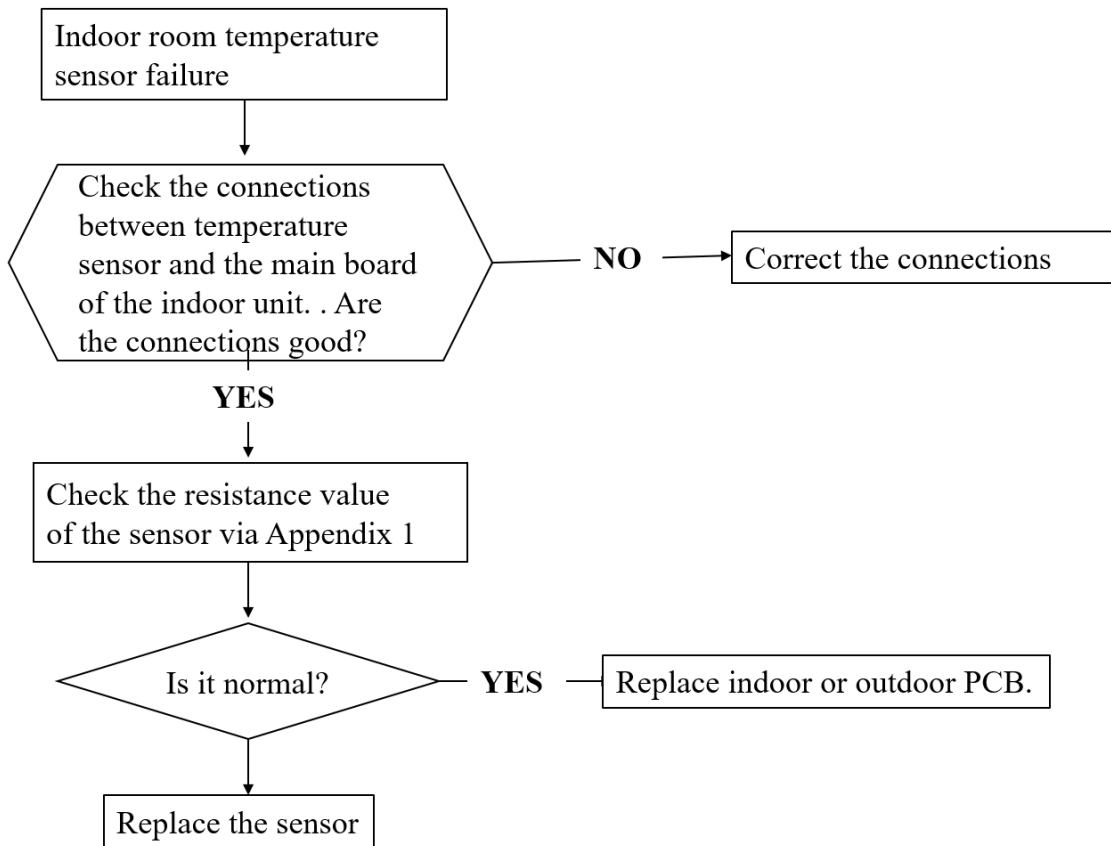 Indoor room temperature
sensor failure
Check the connections
between temperature
sensor and the main board
of the indoor unit. . Are
the connections good?
NO
Correct the connections
YES
Check the resistance value
of the sensor via Appendix 1
Is it normal?
YES
Replace indoor or outdoor PCB.
Replace the sensor